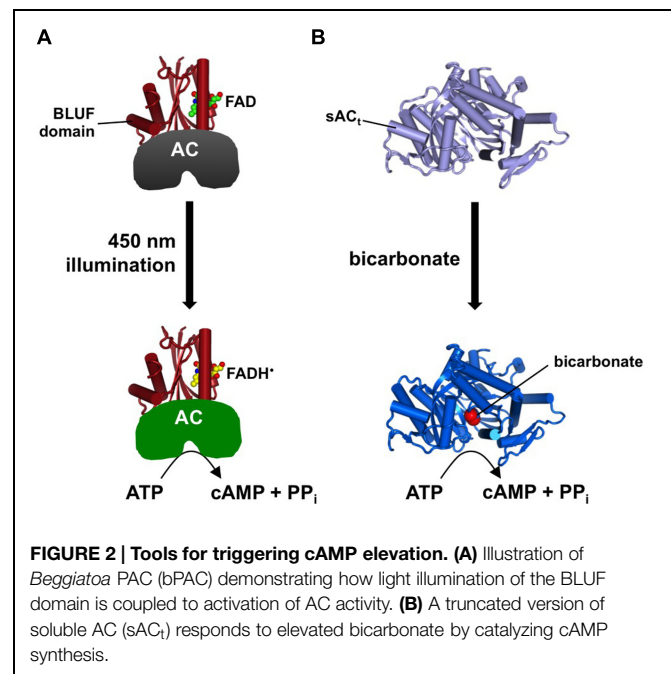 A
B
BLUF
domain
FAD
AC
sACt
450 nm
illumination
bicarbonate
FADH•
AC
bicarbonate
ATP
cAMP + PPi
ATP
cAMP + PPi
FIGURE 2 | Tools for triggering cAMP elevation. (A) Illustration of
Beggiatoa PAC (bPAC) demonstrating how light illumination of the BLUF
domain is coupled to activation of AC activity. (B) A truncated version of
soluble AC (sACt) responds to elevated bicarbonate by catalyzing cAMP
synthesis.